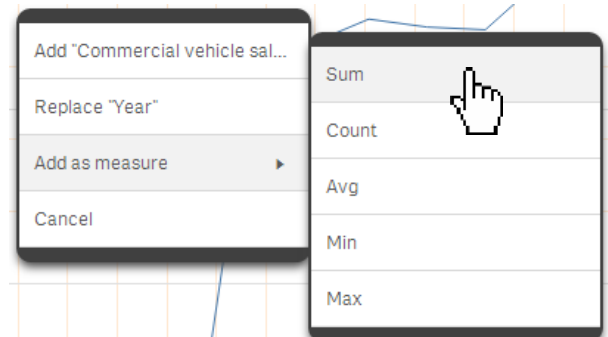 Add "Commercial vehicle sal...
Replace "Year"
Add as measure
Cancel
Sum
Count
Avg
Min
Max